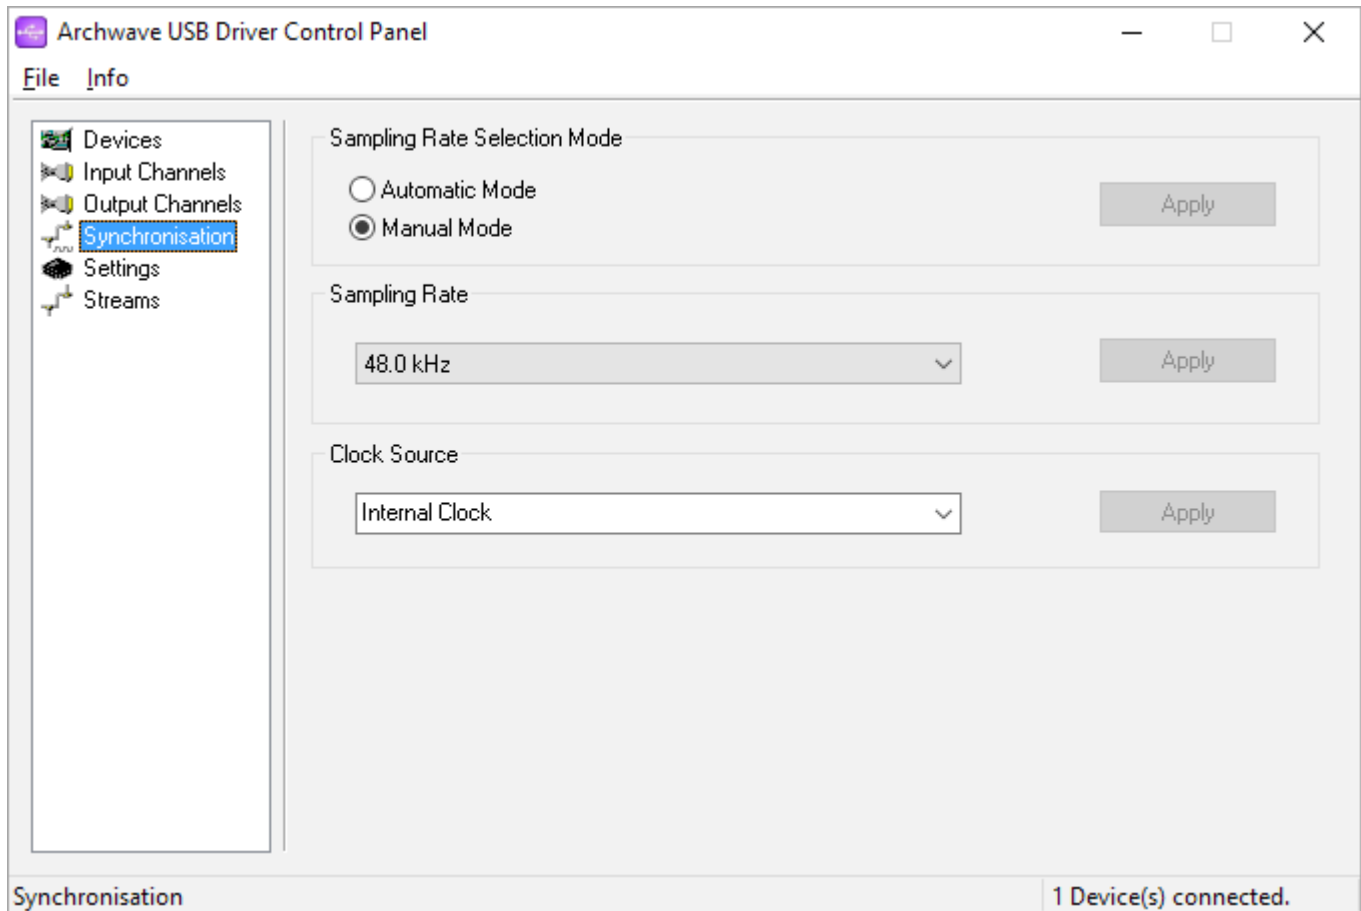 Archwave USB Driver Control Panel
File Info
Devices
Input Channels
Output Channels
Synchronisation
Settings
Streams
Sampling Rate Selection Mode
Automatic Mode
Manual Mode
Apply
Sampling Rate
48.0 kHz
Apply
Clock Source
Internal Clock
Apply
Synchronisation
1 Device(s) connected.